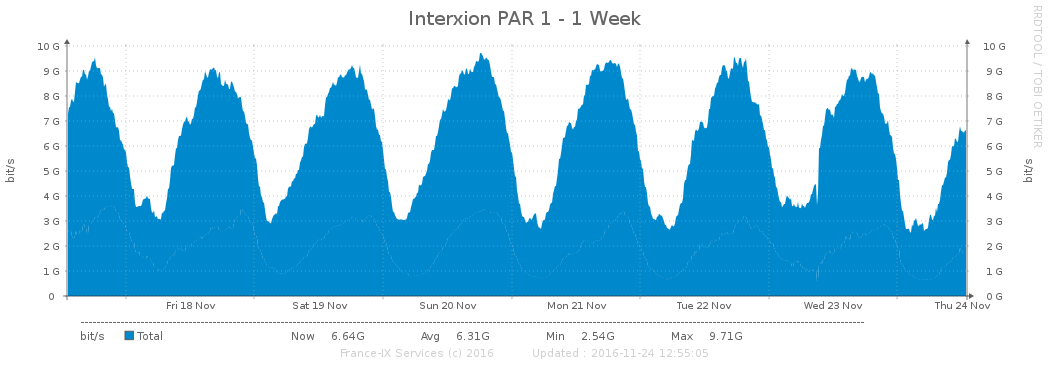 Interxion PAR 1 - 1 Week
RRDTOOL / TOBI OETIKER
10 G 10 G
9 G 9 G
8 G 8 G
7 G 7 G
6 G 6 G
5 G 5 G
4 G 4 G
3 G 3 G
2 G 2 G
1 G 1 G
0 0 G
bit/s bit/s
Fri 18 Nov Sat 19 Nov Sun 20 Nov Mon 21 Nov Tue 22 Nov Wed 23 Nov Thu 24 Nov
bit/s Total Now 6.64G Avg 6.31G Min 2.54G Max 9.71G
France-IX Services (c) 2016 Updated : 2016-11-24 12:55:05